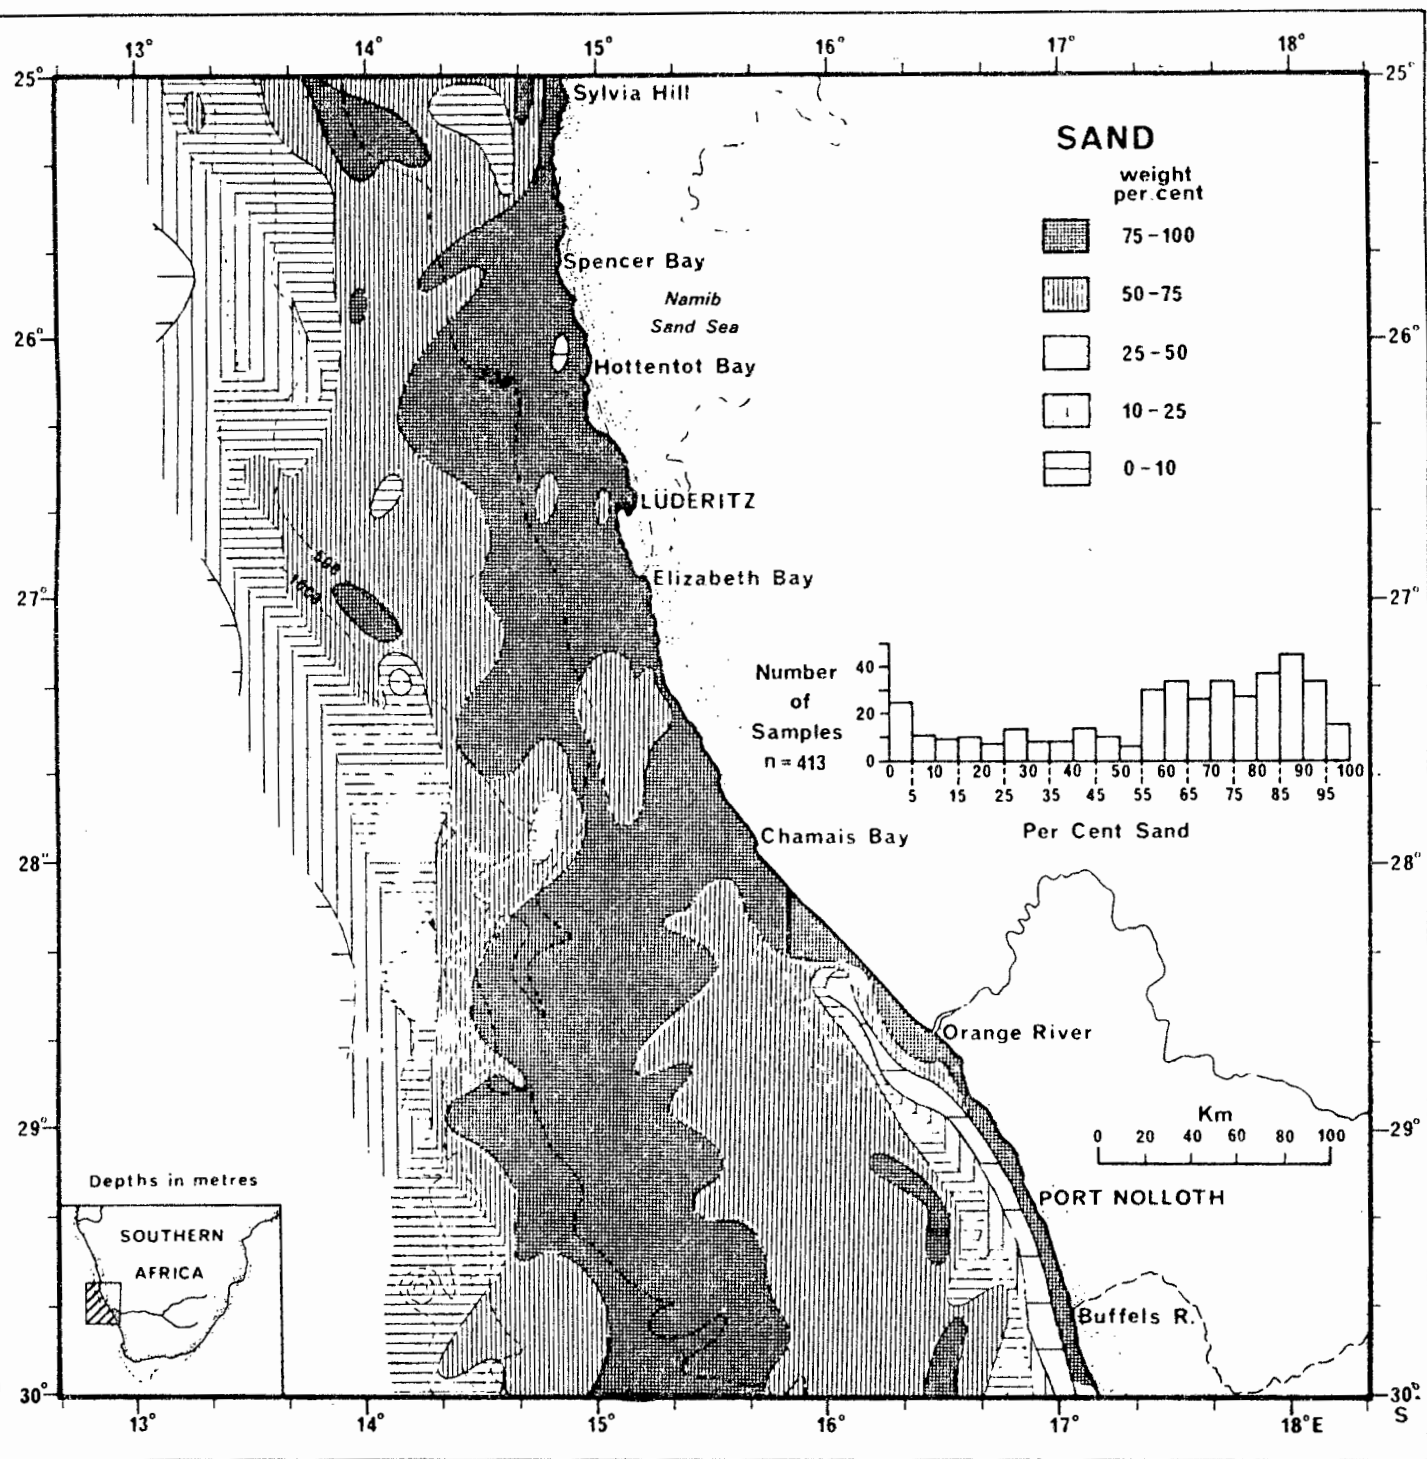 13° 14° 15° 16° 17° 18°
25° 25°
Sylvia Hill
SAND
weight
per cent
75-100
50-75
25-50
10-25
0-10
Spencer Bay
Namib
Sand Sea
26° 26°
Hottentot Bay
LÜDERITZ
500
1000
Elizabeth Bay
27° 27°
Number
of
Samples
n = 413
40
20
0
0 10 20 30 40 50 60 70 80 90 100
5 15 25 35 45 55 65 75 85 95
Per Cent Sand
Chamais Bay
28° 28°
Orange River
Km
0 20 40 60 80 100
29° 29°
Depths in metres
SOUTHERN
AFRICA
PORT NOLLOTH
Buffels R.
30° 30°
S
13° 14° 15° 16° 17° 18°E